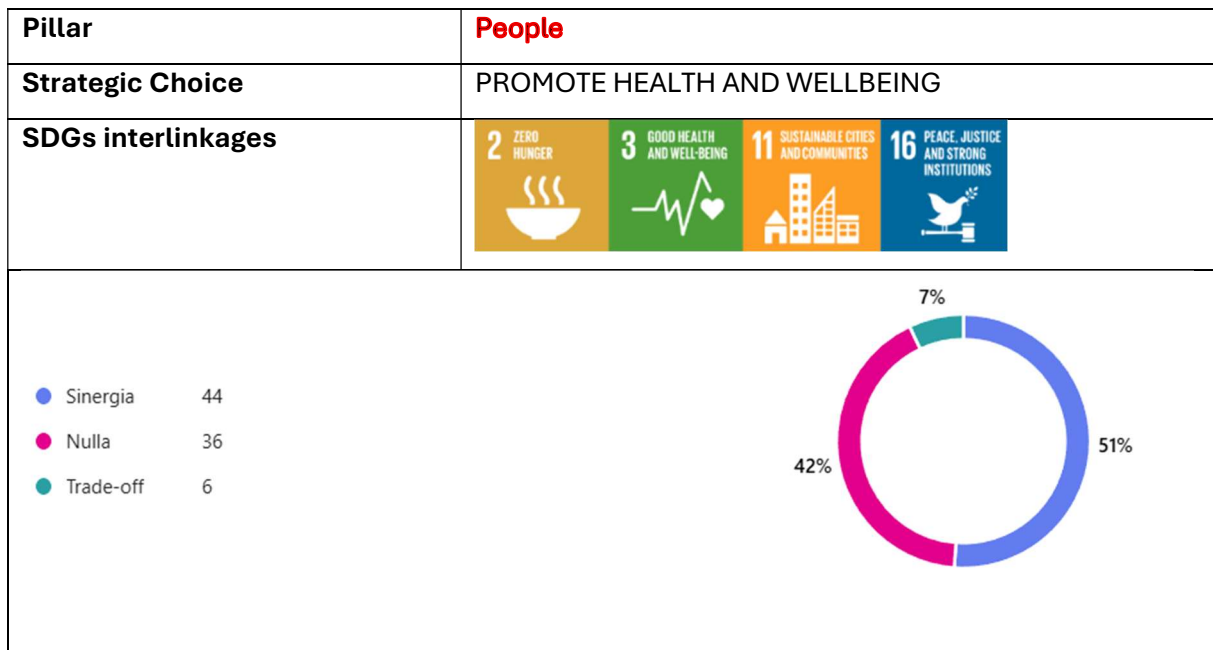 Pillar
People
Strategic Choice
PROMOTE HEALTH AND WELLBEING
SDGs interlinkages
2 ZERO
HUNGER
3 GOOD HEALTH
AND WELL-BEING
11 SUSTAINABLE CITIES
AND COMMUNITIES
16 PEACE, JUSTICE
AND STRONG
INSTITUTIONS
7%
Sinergia 44
Nulla 36
Trade-off 6
51%
42%